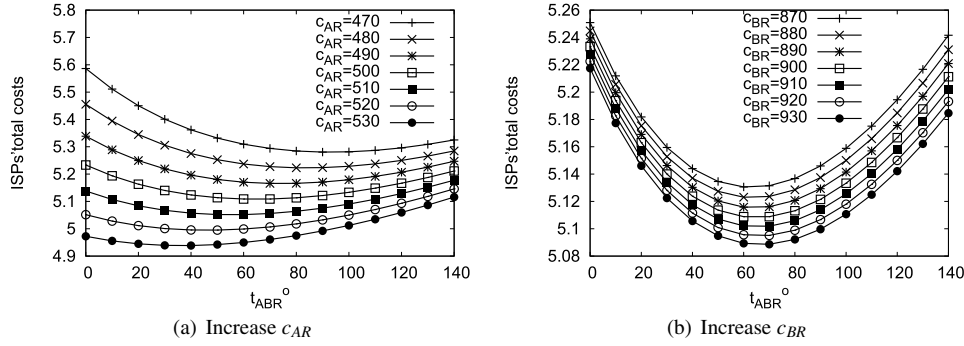 5.8
5.7
5.6
5.5
5.4
5.3
5.2
5.1
5
4.9
ISPs'total costs
c_AR=470
c_AR=480
c_AR=490
c_AR=500
c_AR=510
c_AR=520
c_AR=530
0 20 40 60 80 100 120 140
t_ABR^o
(a) Increase c_AR
5.26
5.24
5.22
5.2
5.18
5.16
5.14
5.12
5.1
5.08
ISPs'total costs
c_BR=870
c_BR=880
c_BR=890
c_BR=900
c_BR=910
c_BR=920
c_BR=930
0 20 40 60 80 100 120 140
t_ABR^o
(b) Increase c_BR